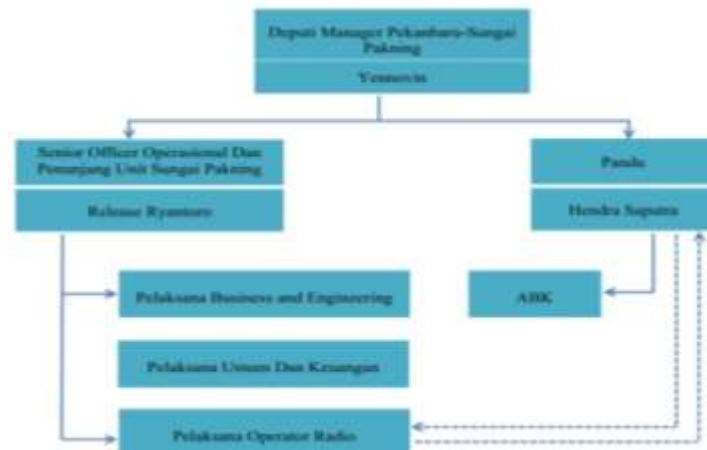 Deputi Manager Pekanbaru-Sungai
Pakning
Yennovin
Senior Officer Operasional Dan
Penunjang Unit Sungai Pakning
Release Ryantoro
Pandu
Hendra Saputra
Pelaksana Business and Engineering
ABK
Pelaksana Umum Dan Keuangan
Pelaksana Operator Radio